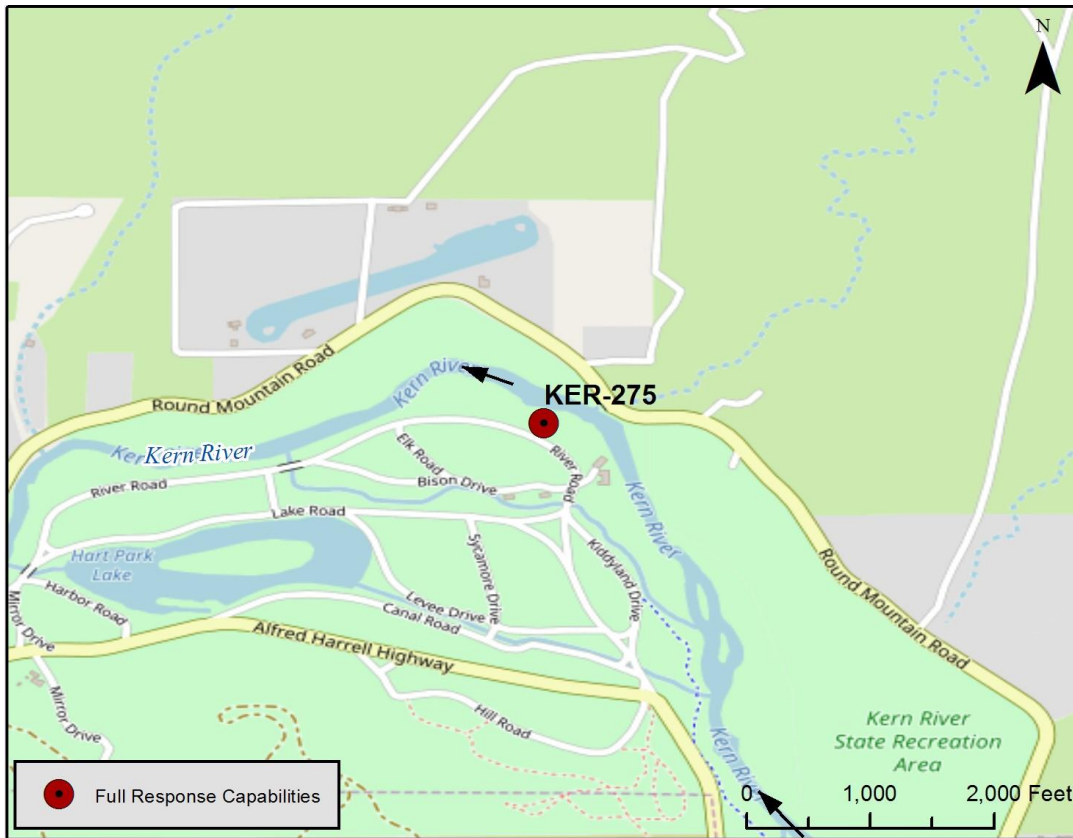 N
KER-275
Round Mountain Road
Kern River
Kern River
River Road
Elk Road
Bison Drive
River Road
Kern River
Lake Road
Hart Park
Lake
Sycamore Drive
Kiddyland Drive
Harbor Road
Levee Drive
Canal Road
Mirror Drive
Alfred Harrell Highway
Round Mountain Road
Mirror Drive
Hill Road
Kern River
State Recreation
Area
Kern River
Full Response Capabilities
0 1,000 2,000 Feet